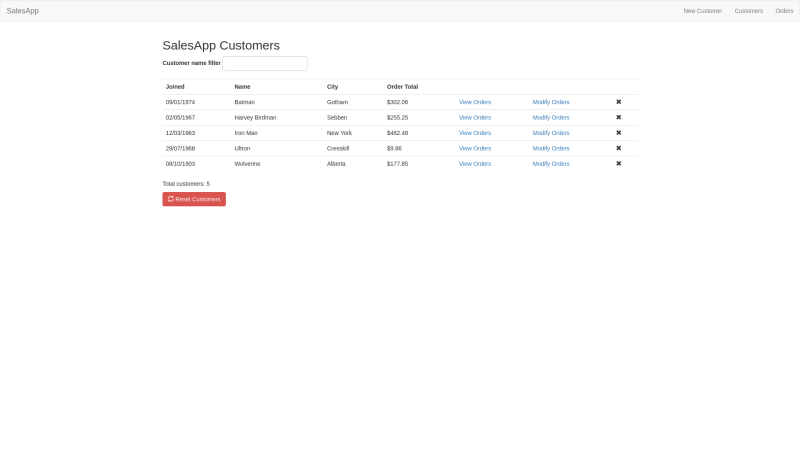 SalesApp New Customer Customers Orders
SalesApp Customers
Customer name filter
Joined Name City Order Total
09/01/1974 Batman Gotham $302.06 View Orders Modify Orders ✖
02/05/1967 Harvey Birdman Sebben $255.25 View Orders Modify Orders ✖
12/03/1963 Iron Man New York $482.48 View Orders Modify Orders ✖
29/07/1968 Ultron Cresskill $9.86 View Orders Modify Orders ✖
08/10/1903 Wolverine Alberta $177.85 View Orders Modify Orders ✖
Total customers: 5
Reset Customers